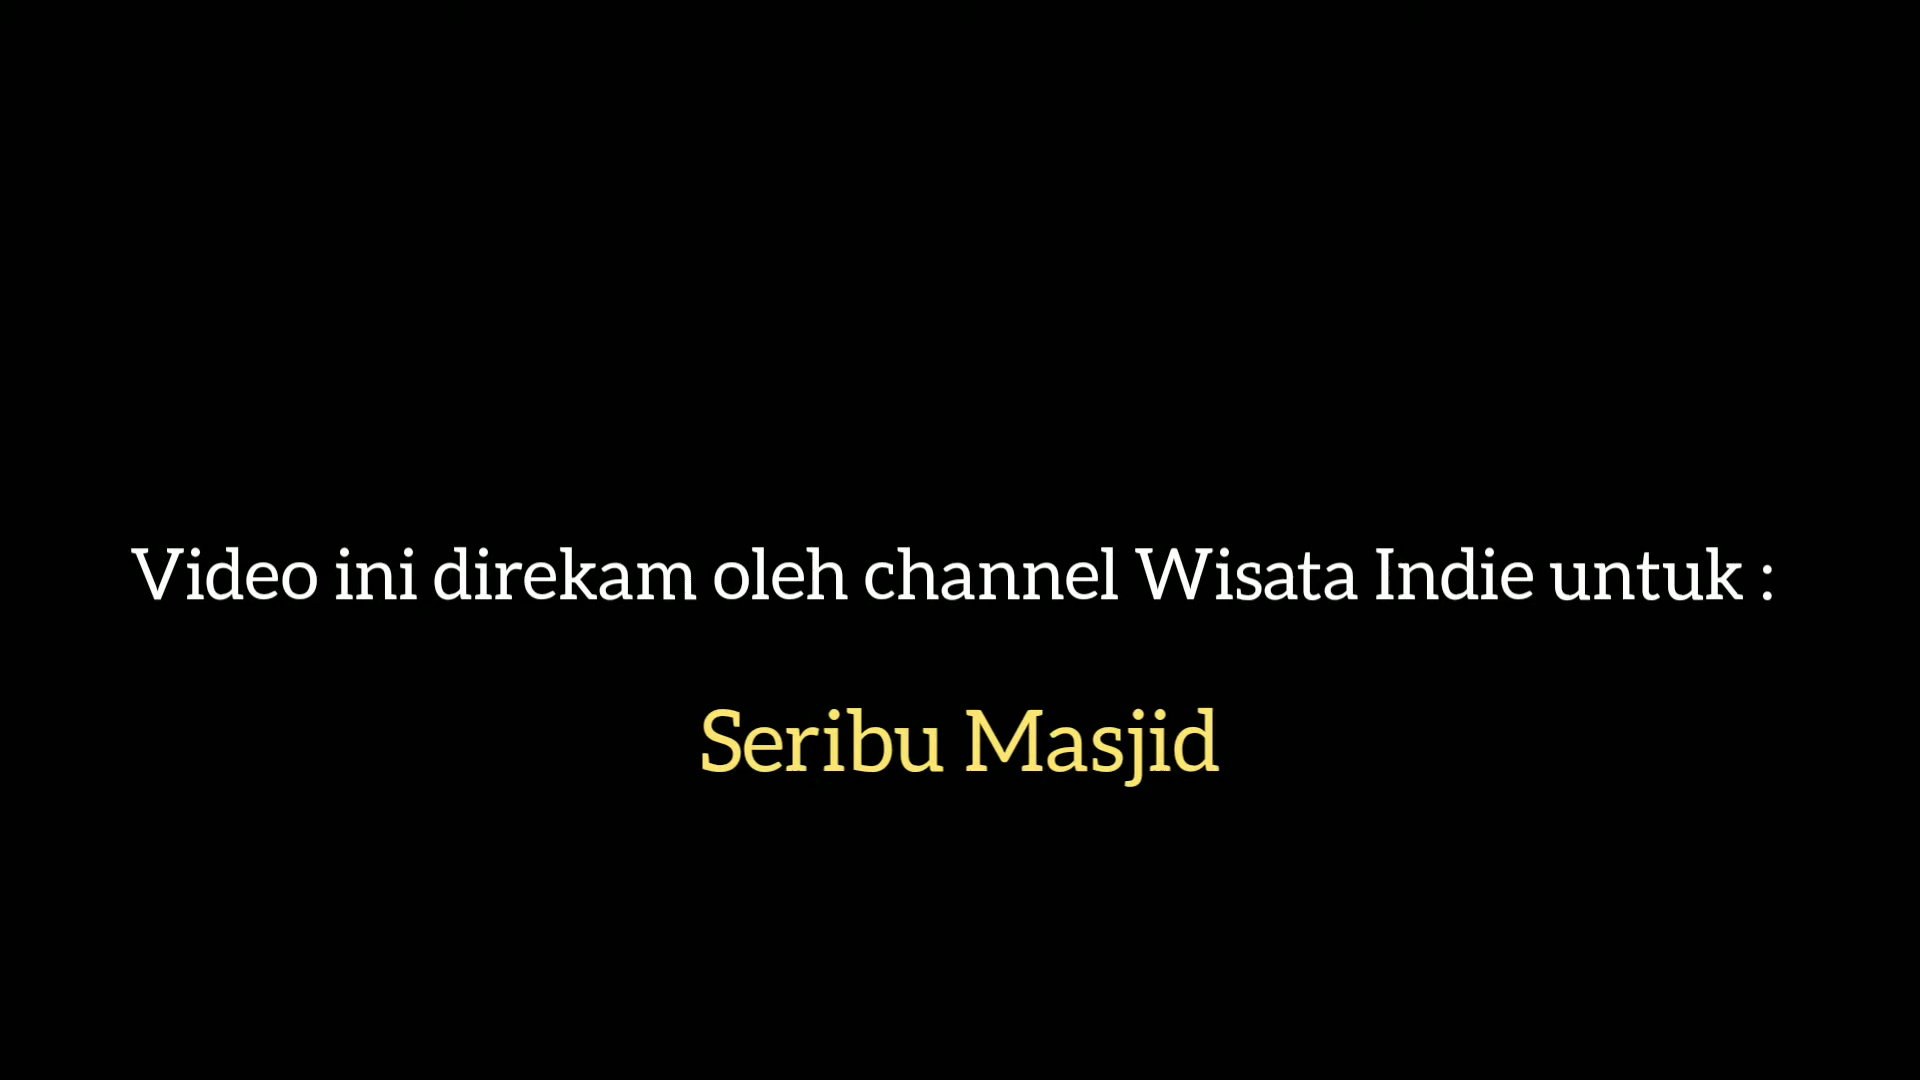 Video ini direkam oleh channel Wisata Indie untuk :
Seribu Masjid